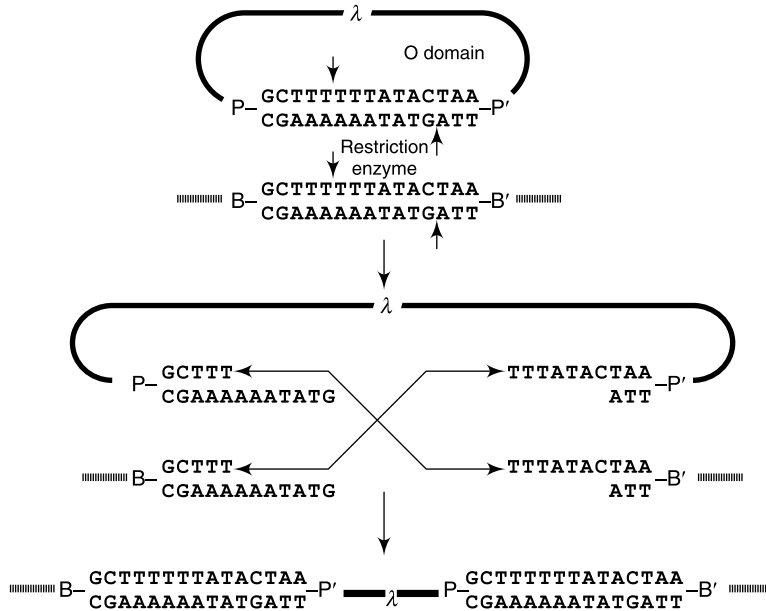 λ
O domain
GCTTTTTTATACTAA
P– –P′
CGAAAAAATATGATT
Restriction
enzyme
GCTTTTTTATACTAA
B– –B′
CGAAAAAATATGATT
λ
GCTTT TTTATACTAA
P– –P′
CGAAAAAATATG ATT
GCTTT TTTATACTAA
B– –B′
CGAAAAAATATG ATT
GCTTTTTTATACTAA GCTTTTTTATACTAA
B– –P′ λ P– –B′
CGAAAAAATATGATT CGAAAAAATATGATT